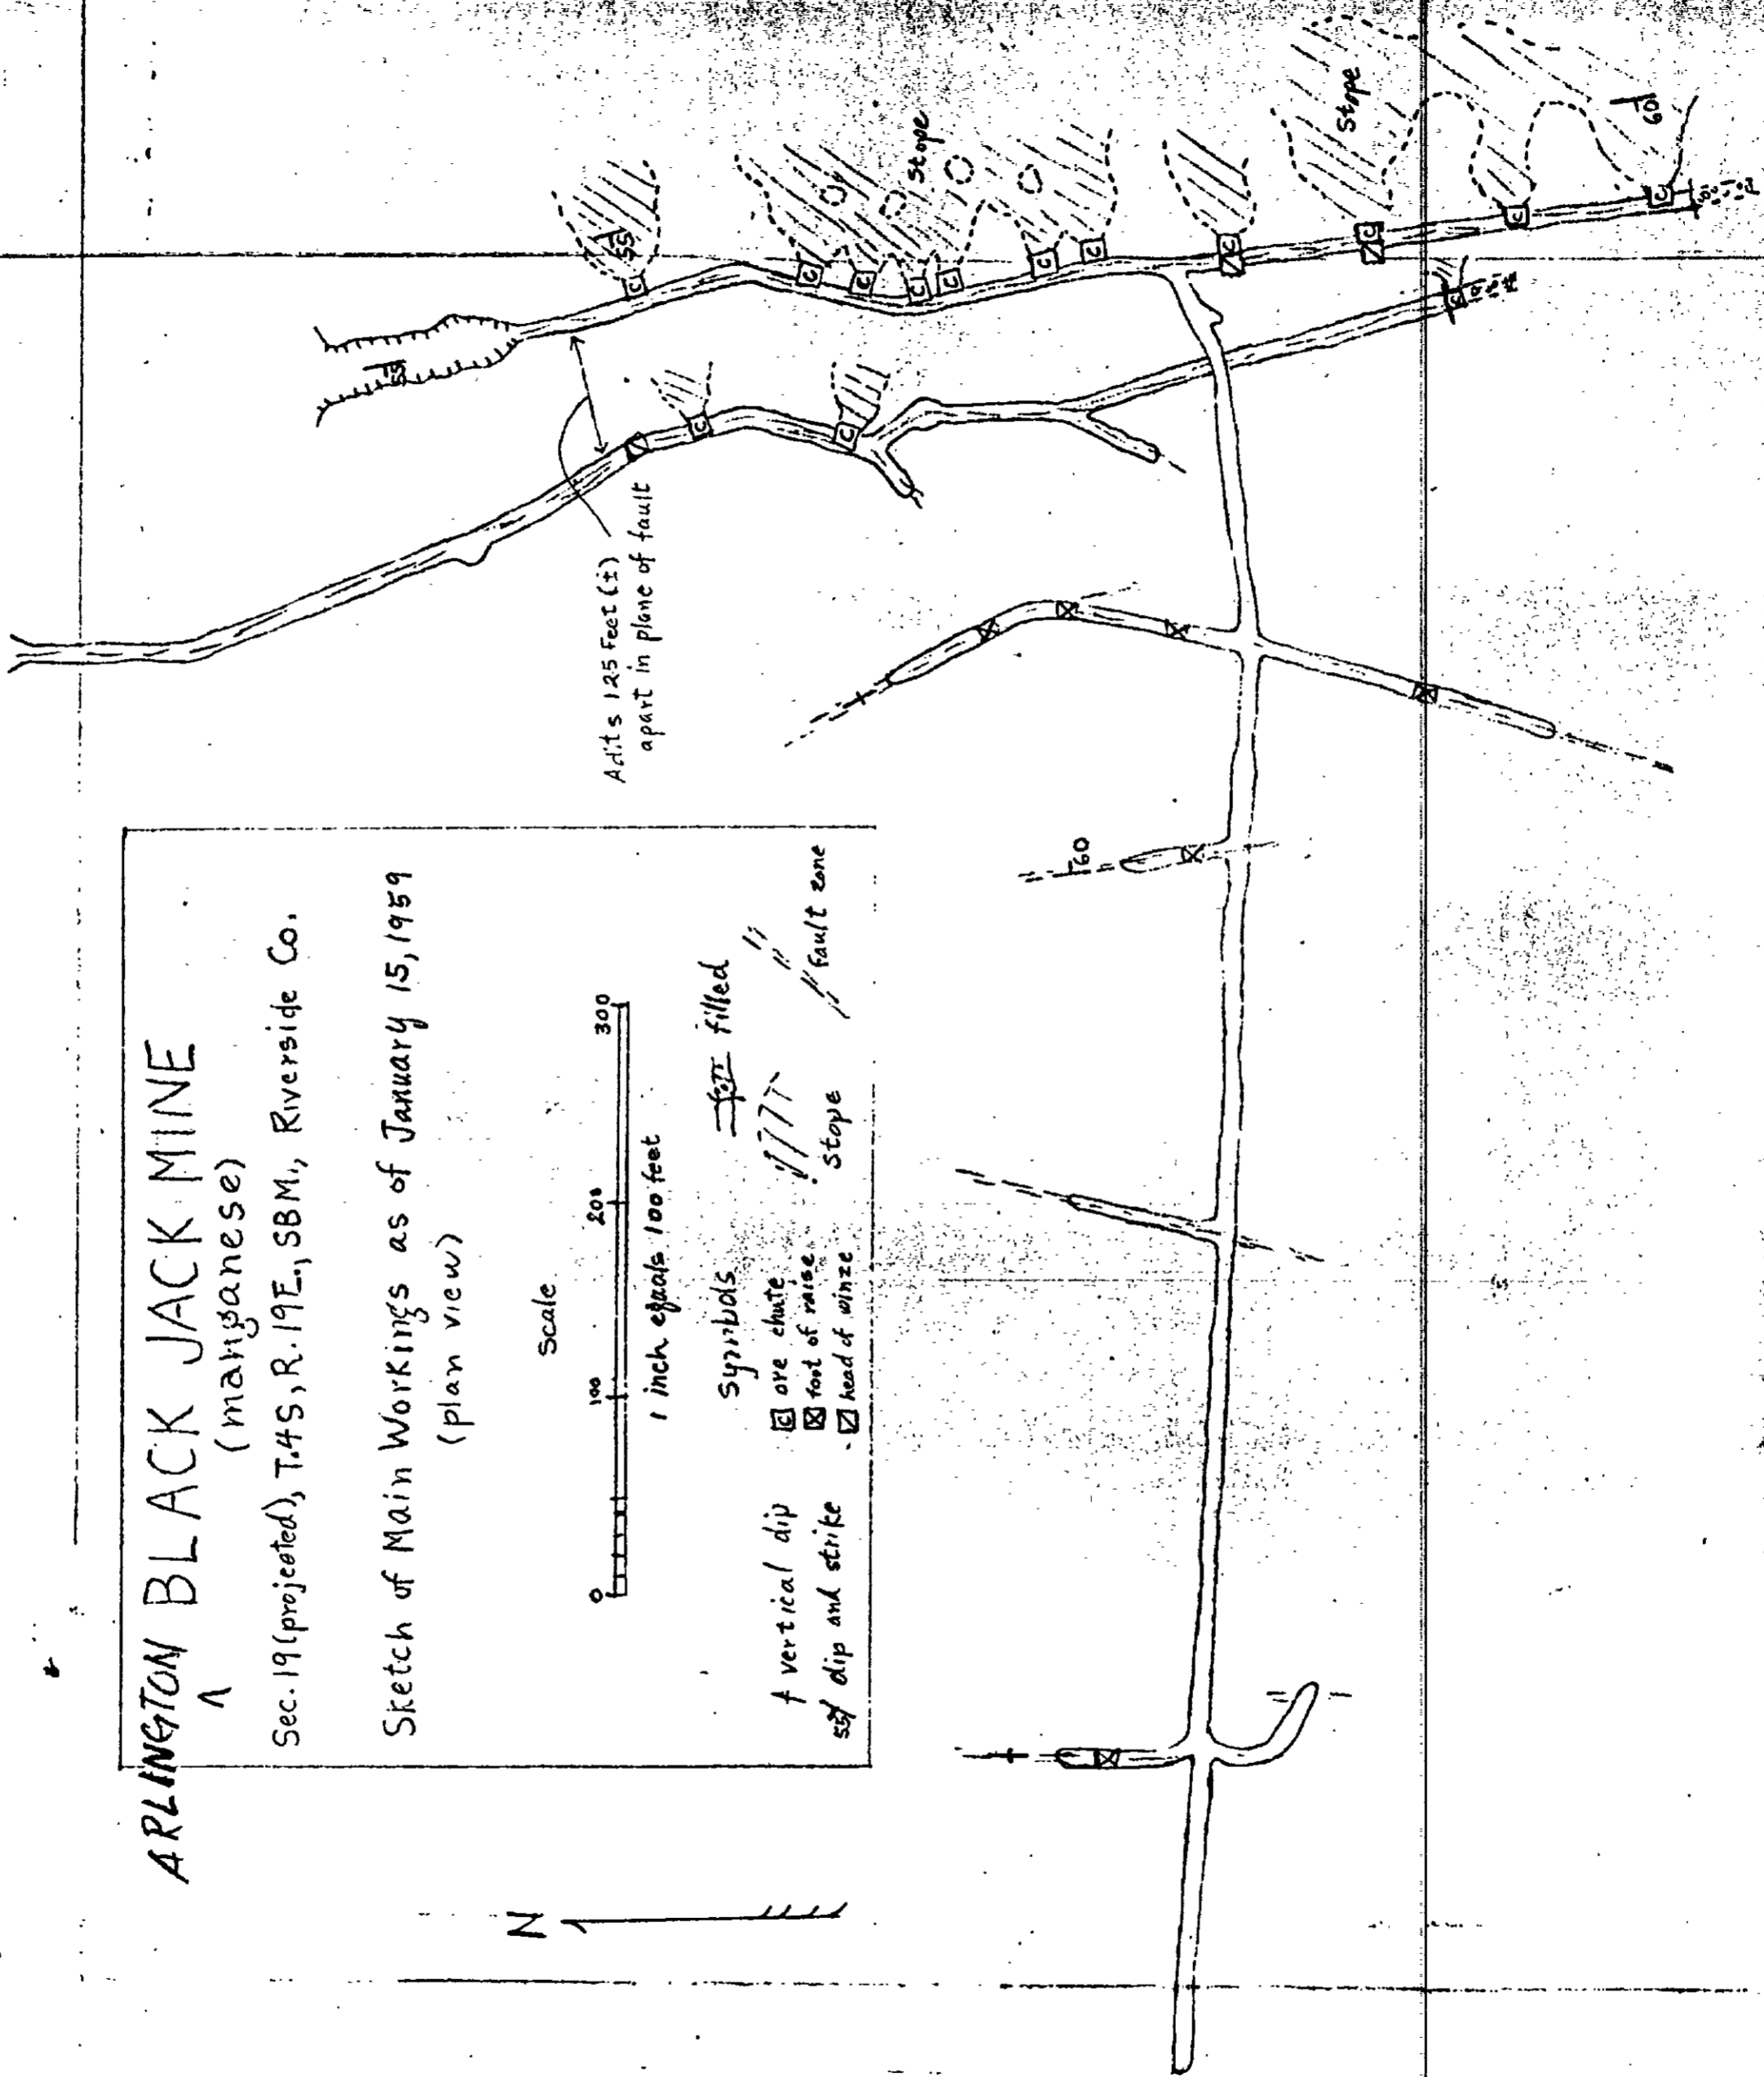 ARLINGTON
^
BLACK JACK MINE
(manganese)
Sec. 19 (projected), T.4S, R.19E., SBM., Riverside Co.
Sketch of Main Workings as of January 15, 1959
(plan view)
Scale
0 100 200 300
1 inch equals 100 feet
Symbols
vertical dip
55 dip and strike
C ore chute
foot of raise
head of winze
filled
Stope
Fault zone
N
Adits 125 Feet (±)
apart in plane of fault
55
55
Stope
Stope
60
60
C
C
C
C
C
C
C
C
C
C
C
C
C
C